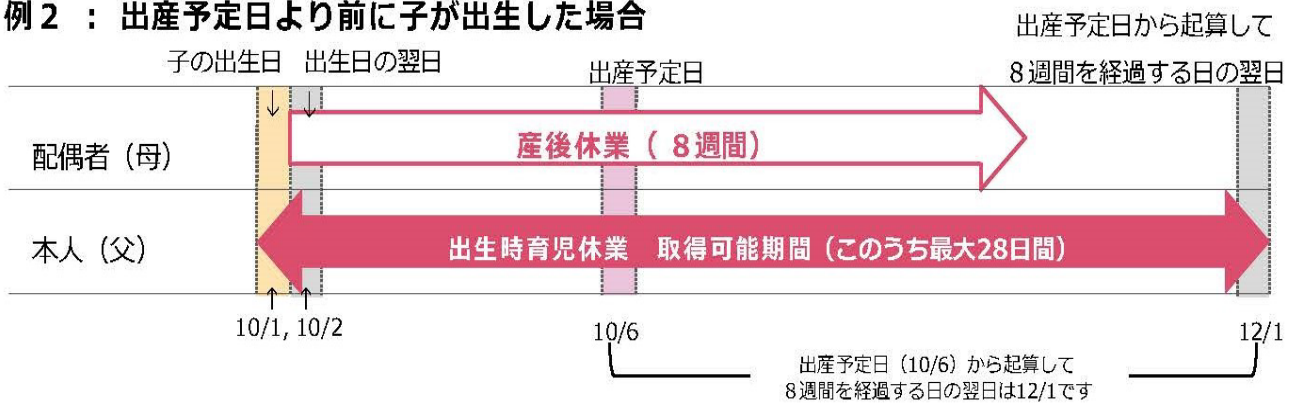 例２ ： 出産予定日より前に子が出生した場合
子の出生日 出生日の翌日
出産予定日
出産予定日から起算して
８週間を経過する日の翌日
配偶者（母）
産後休業（ ８週間）
本人（父）
出生時育児休業 取得可能期間（このうち最大28日間）
10/1, 10/2
10/6
12/1
出産予定日（10/6）から起算して
８週間を経過する日の翌日は12/1です